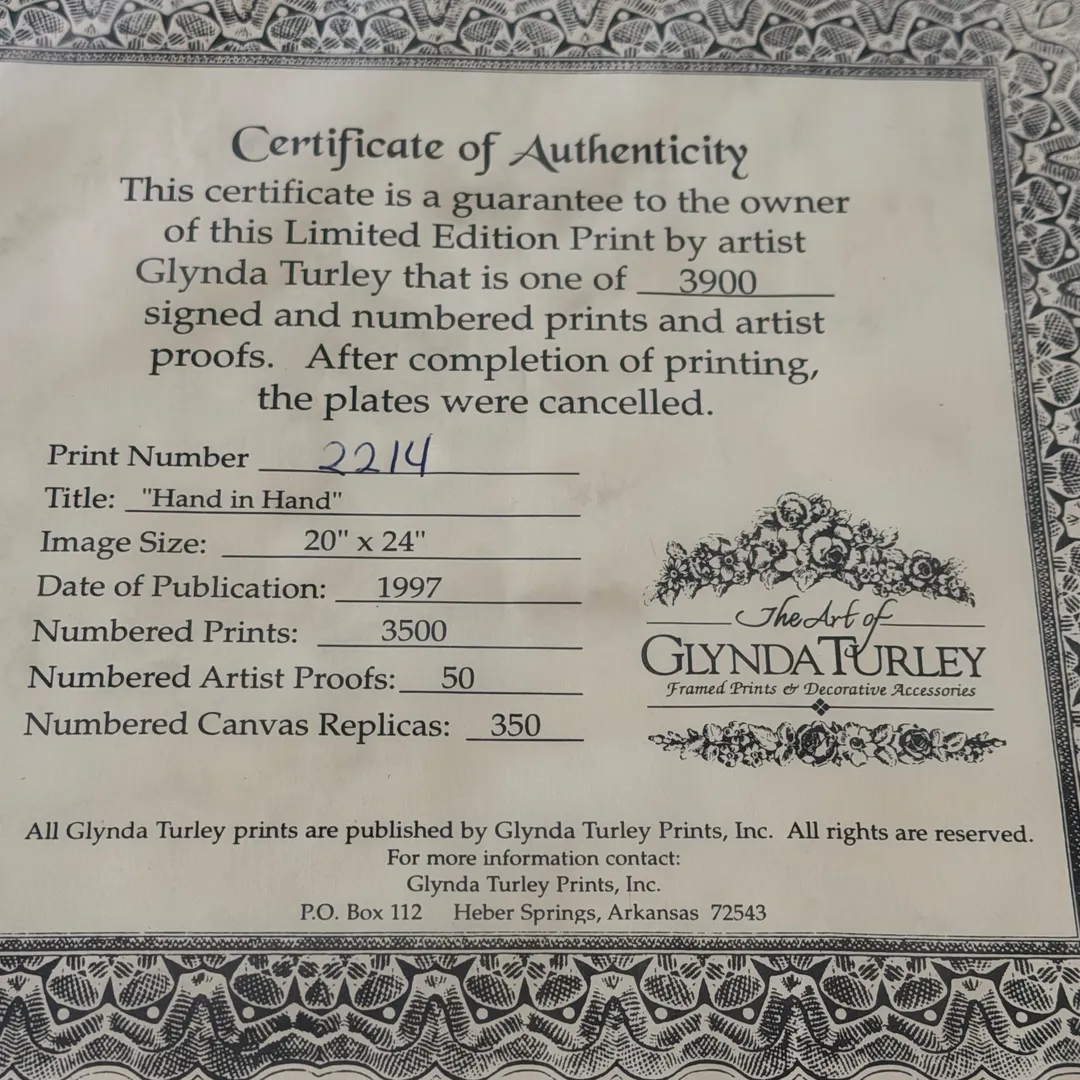 Certificate of Authenticity
This certificate is a guarantee to the owner
of this Limited Edition Print by artist
Glynda Turley that is one of 3900
signed and numbered prints and artist
proofs. After completion of printing,
the plates were cancelled.
Print Number 2214
Title: "Hand in Hand"
Image Size: 20" x 24"
Date of Publication: 1997
Numbered Prints: 3500
Numbered Artist Proofs: 50
Numbered Canvas Replicas: 350
The Art of
GLYNDA TURLEY
Framed Prints & Decorative Accessories
All Glynda Turley prints are published by Glynda Turley Prints, Inc. All rights are reserved.
For more information contact:
Glynda Turley Prints, Inc.
P.O. Box 112 Heber Springs, Arkansas 72543